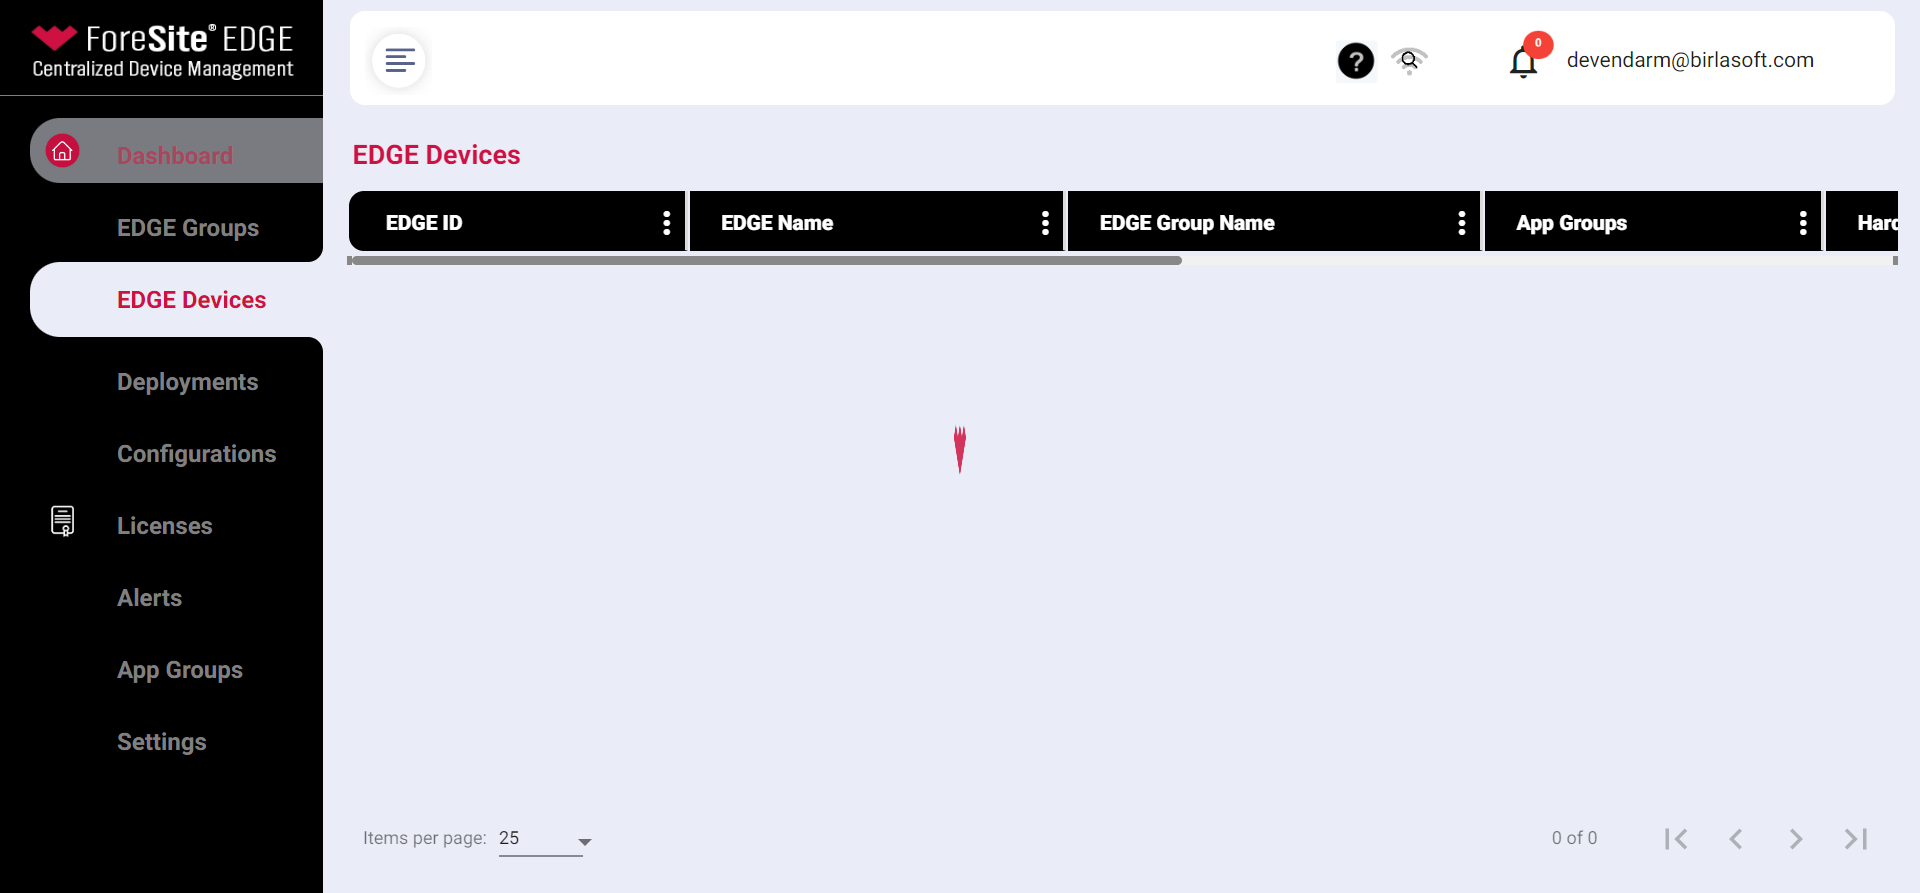 ForeSite® EDGE
Centralized Device Management
Dashboard
EDGE Groups
EDGE Devices
Deployments
Configurations
Licenses
Alerts
App Groups
Settings
?
0
devendarm@birlasoft.com
EDGE Devices
EDGE ID
EDGE Name
EDGE Group Name
App Groups
Hard
Items per page: 25
0 of 0